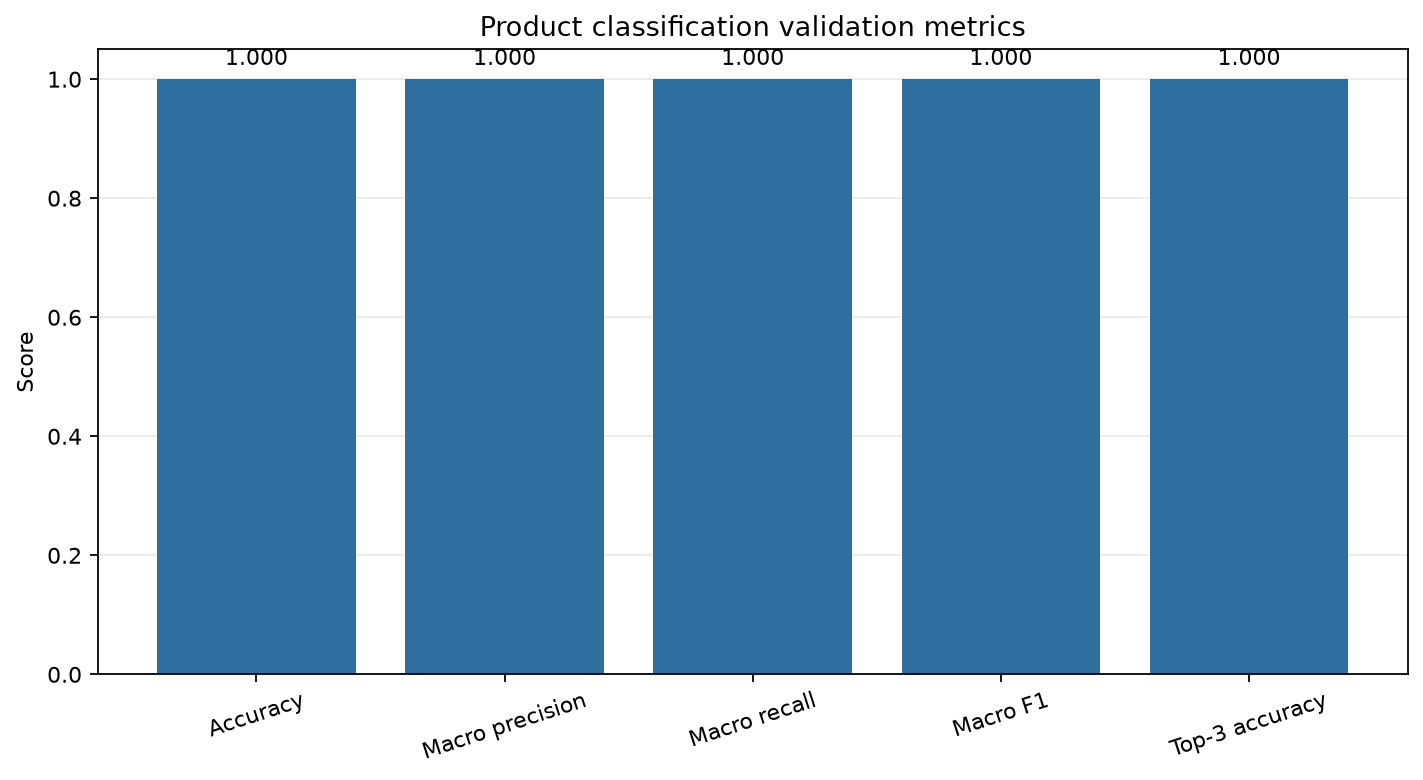 Product classification validation metrics
1.000 1.000 1.000 1.000 1.000
1.0
0.8
0.6
0.4
0.2
0.0
Score
Accuracy Macro precision Macro recall Macro F1 Top-3 accuracy